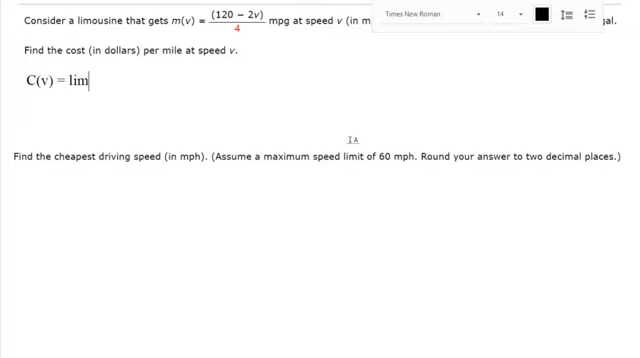 Consider a limousine that gets m(v) = (120 − 2v) / 4 mpg at speed v (in m
gal.
Times New Roman
14
Find the cost (in dollars) per mile at speed v.
C(v) = lim
Find the cheapest driving speed (in mph). (Assume a maximum speed limit of 60 mph. Round your answer to two decimal places.)